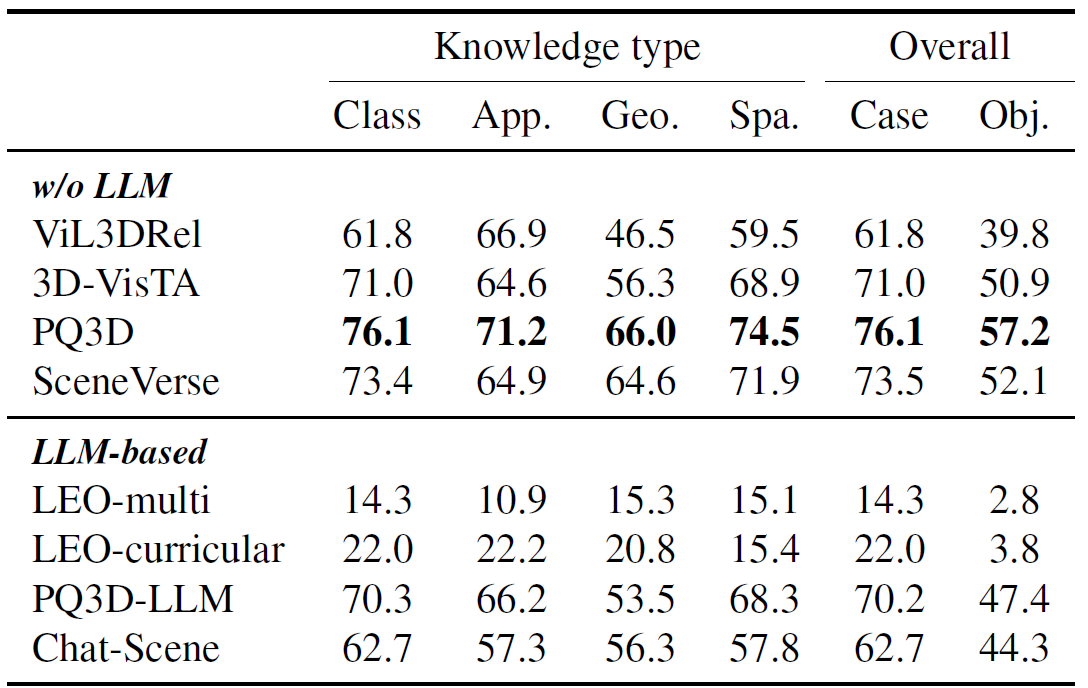 Knowledge type Overall
Class App. Geo. Spa. Case Obj.
w/o LLM
ViL3DRel 61.8 66.9 46.5 59.5 61.8 39.8
3D-VisTA 71.0 64.6 56.3 68.9 71.0 50.9
PQ3D 76.1 71.2 66.0 74.5 76.1 57.2
SceneVerse 73.4 64.9 64.6 71.9 73.5 52.1
LLM-based
LEO-multi 14.3 10.9 15.3 15.1 14.3 2.8
LEO-curricular 22.0 22.2 20.8 15.4 22.0 3.8
PQ3D-LLM 70.3 66.2 53.5 68.3 70.2 47.4
Chat-Scene 62.7 57.3 56.3 57.8 62.7 44.3